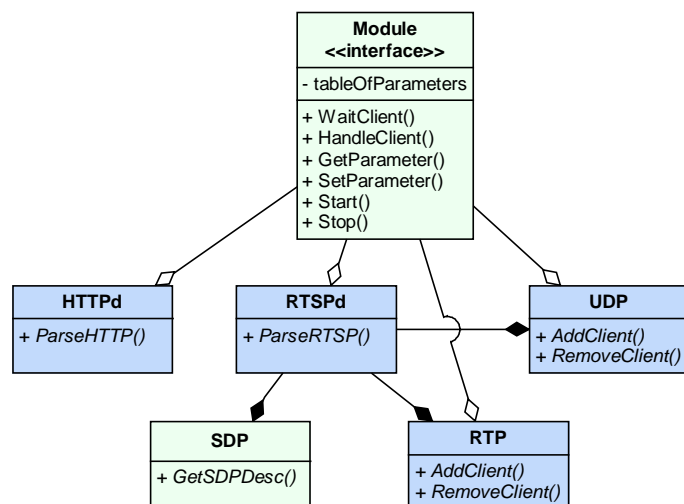 Module
<<interface>>
- tableOfParameters
+ WaitClient()
+ HandleClient()
+ GetParameter()
+ SetParameter()
+ Start()
+ Stop()
HTTPd
+ ParseHTTP()
RTSPd
+ ParseRTSP()
UDP
+ AddClient()
+ RemoveClient()
SDP
+ GetSDPDesc()
RTP
+ AddClient()
+ RemoveClient()